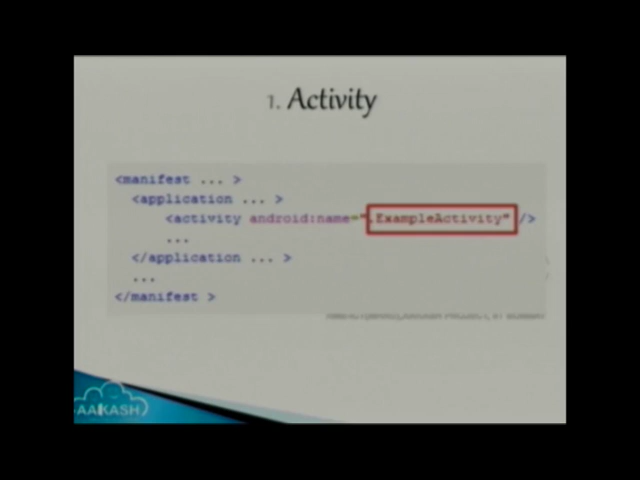 1. Activity
<manifest ... >
<application ... >
<activity android:name=".ExampleActivity" />
...
</application ... >
...
</manifest >
AAKASH